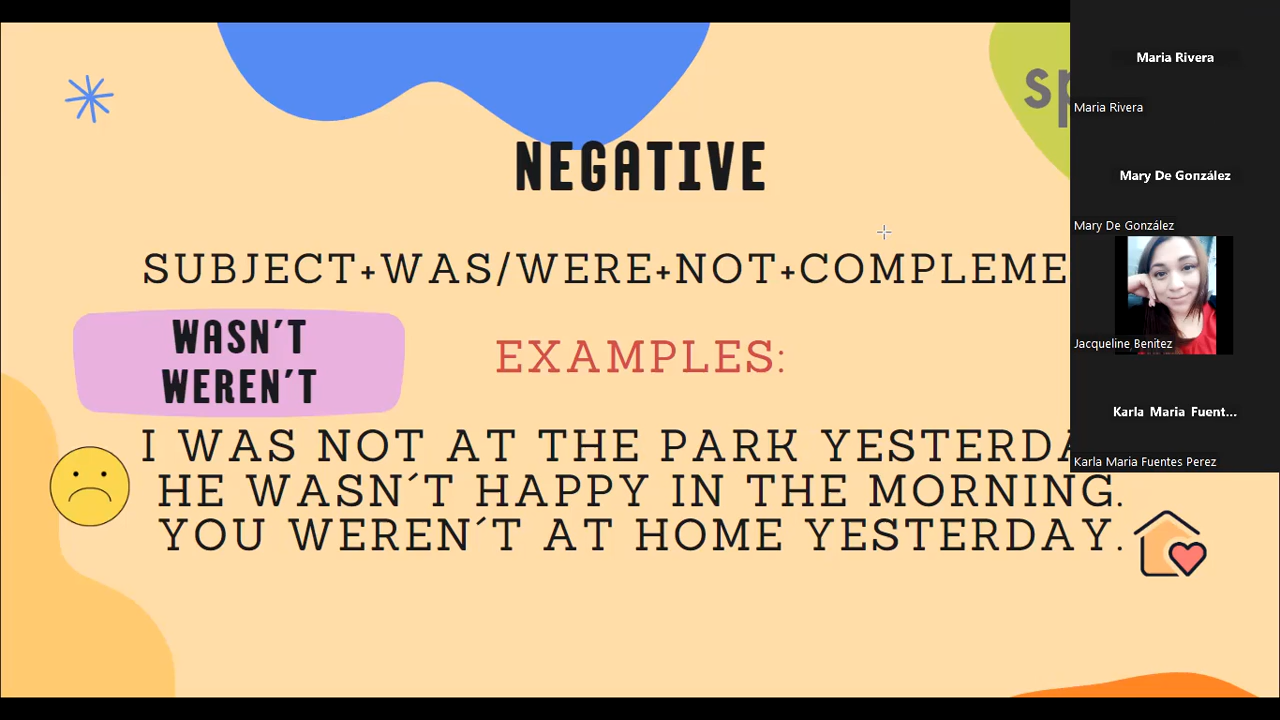 NEGATIVE
SUBJECT+WAS/WERE+NOT+COMPLEME
WASN´T
WEREN´T
EXAMPLES:
I WAS NOT AT THE PARK YESTERDA
HE WASN´T HAPPY IN THE MORNING.
YOU WEREN´T AT HOME YESTERDAY.
sp
Maria Rivera
Maria Rivera
Mary De González
Mary De González
Jacqueline Benitez
Karla Maria Fuent...
Karla Maria Fuentes Perez